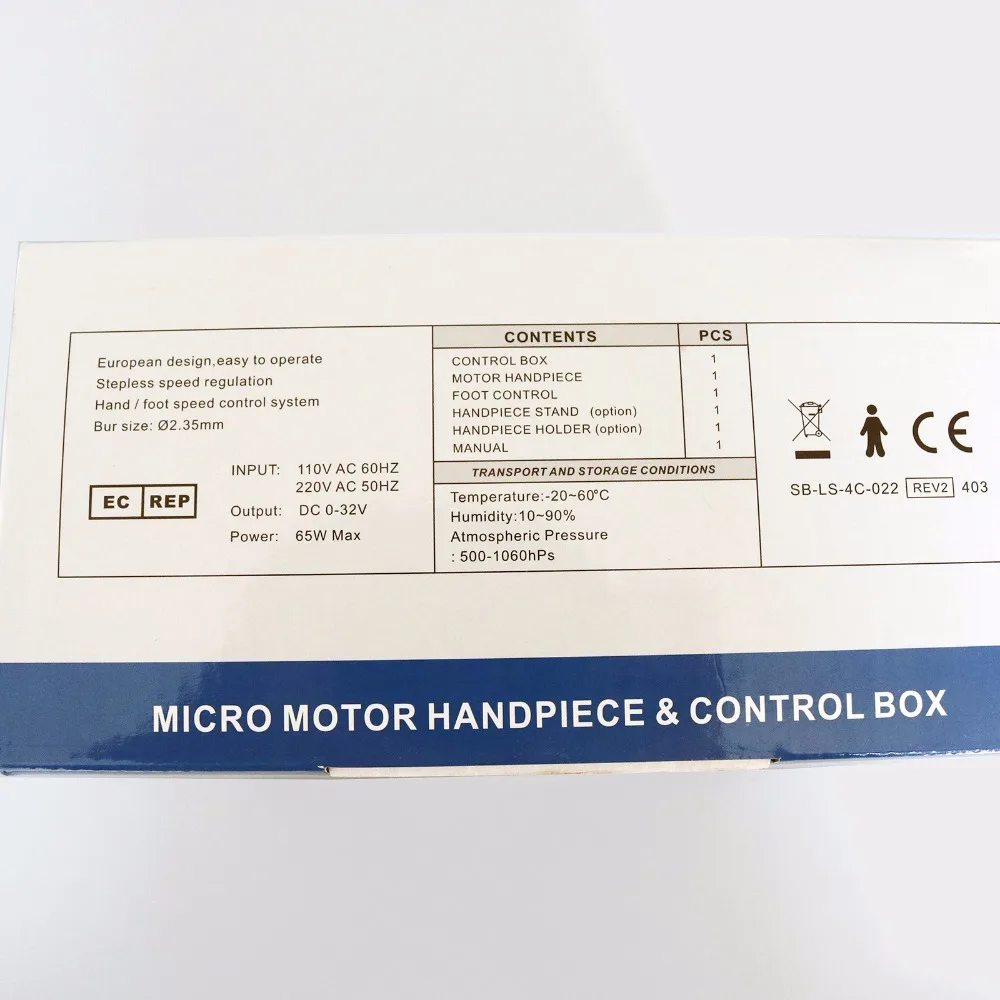 European design,easy to operate
Stepless speed regulation
Hand / foot speed control system
Bur size: Ø2.35mm
EC REP
INPUT: 110V AC 60HZ
220V AC 50HZ
Output: DC 0-32V
Power: 65W Max
CONTENTS PCS
CONTROL BOX 1
MOTOR HANDPIECE 1
FOOT CONTROL 1
HANDPIECE STAND (option) 1
HANDPIECE HOLDER (option) 1
MANUAL 1
TRANSPORT AND STORAGE CONDITIONS
Temperature:-20~60°C
Humidity:10~90%
Atmospheric Pressure
: 500-1060hPs
CE
SB-LS-4C-022 REV2 403
MICRO MOTOR HANDPIECE & CONTROL BOX